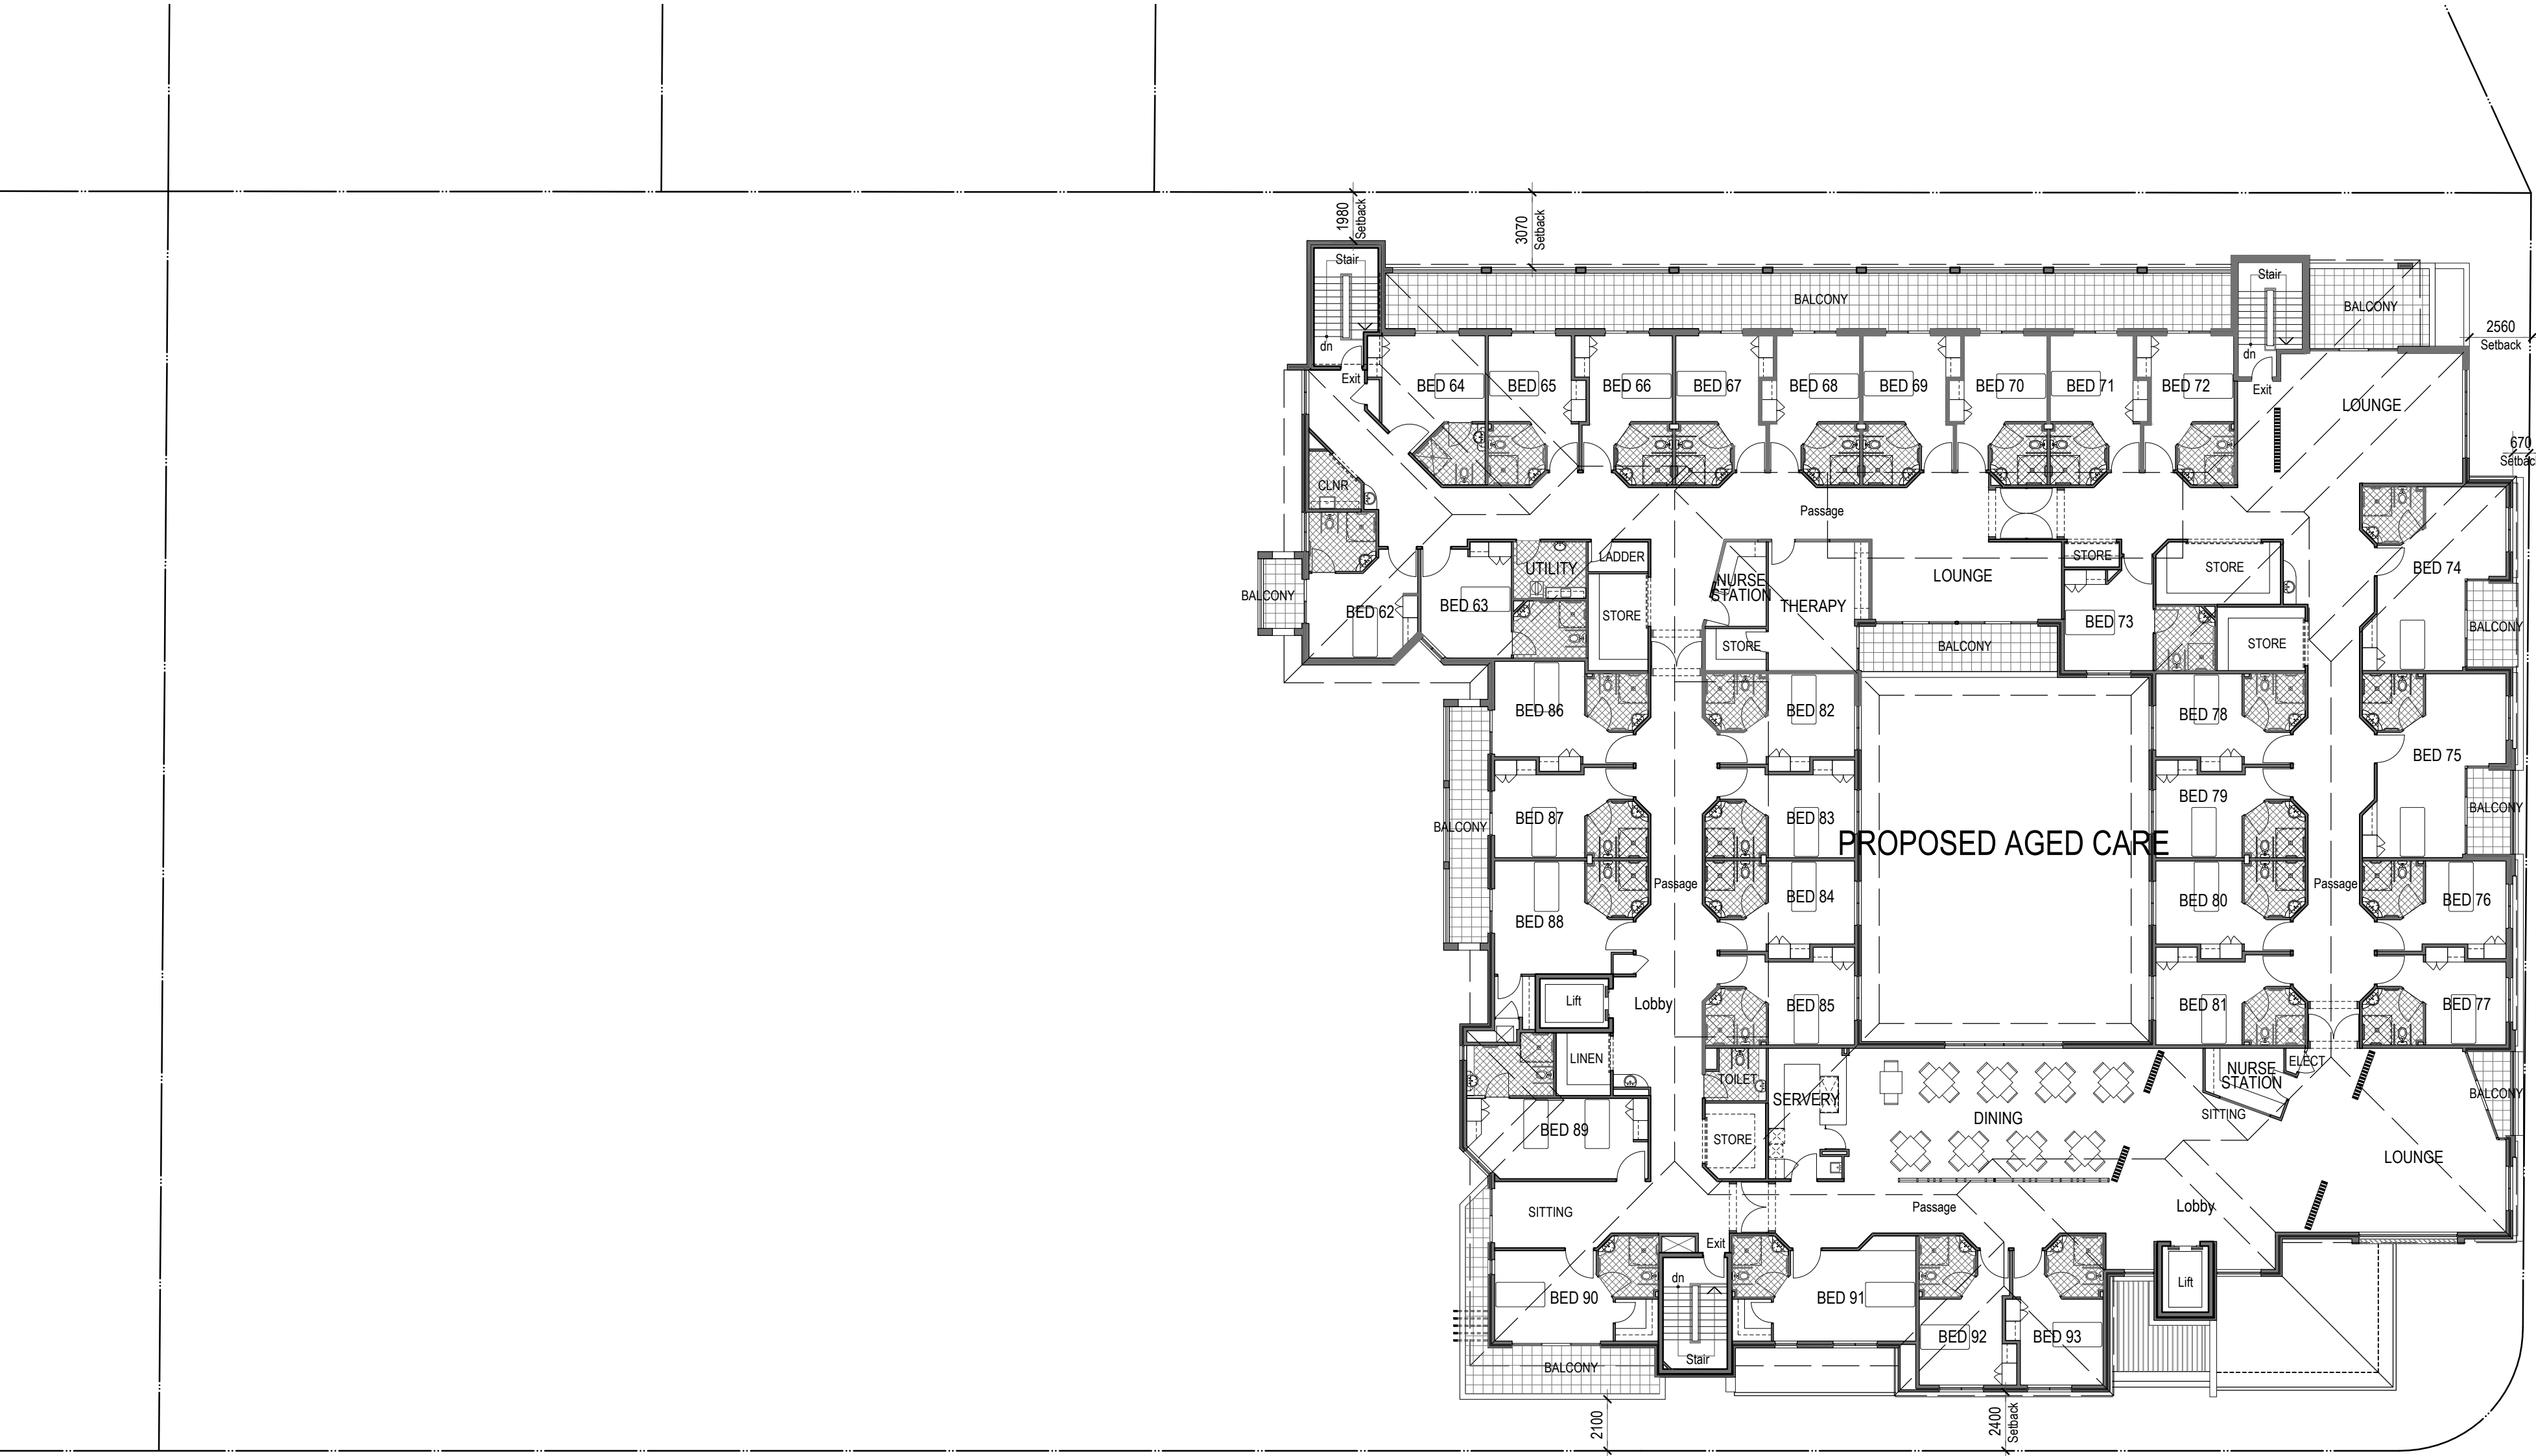 1980
Setback
3070
Setback
Stair
dn
Exit
BALCONY
Stair
dn
Exit
BALCONY
2560
Setback
BED 64
BED 65
BED 66
BED 67
BED 68
BED 69
BED 70
BED 71
BED 72
LOUNGE
670
Setback
CLNR
Passage
BALCONY
BED 62
BED 63
UTILITY
LADDER
STORE
NURSE
STATION
THERAPY
STORE
LOUNGE
BALCONY
STORE
BED 73
STORE
STORE
BED 74
BALCONY
BED 86
BED 82
BED 78
BED 75
BED 87
BED 83
BED 79
BALCONY
BALCONY
PROPOSED AGED CARE
BED 88
Passage
BED 84
BED 80
Passage
BED 76
Lift
Lobby
BED 85
BED 81
BED 77
LINEN
TOILET
SERVERY
DINING
NURSE
STATION
ELECT
SITTING
BALCONY
BED 89
STORE
LOUNGE
SITTING
Passage
Lobby
Exit
dn
BED 90
BED 91
Lift
BED 92
BED 93
Stair
BALCONY
2100
2400
Setback